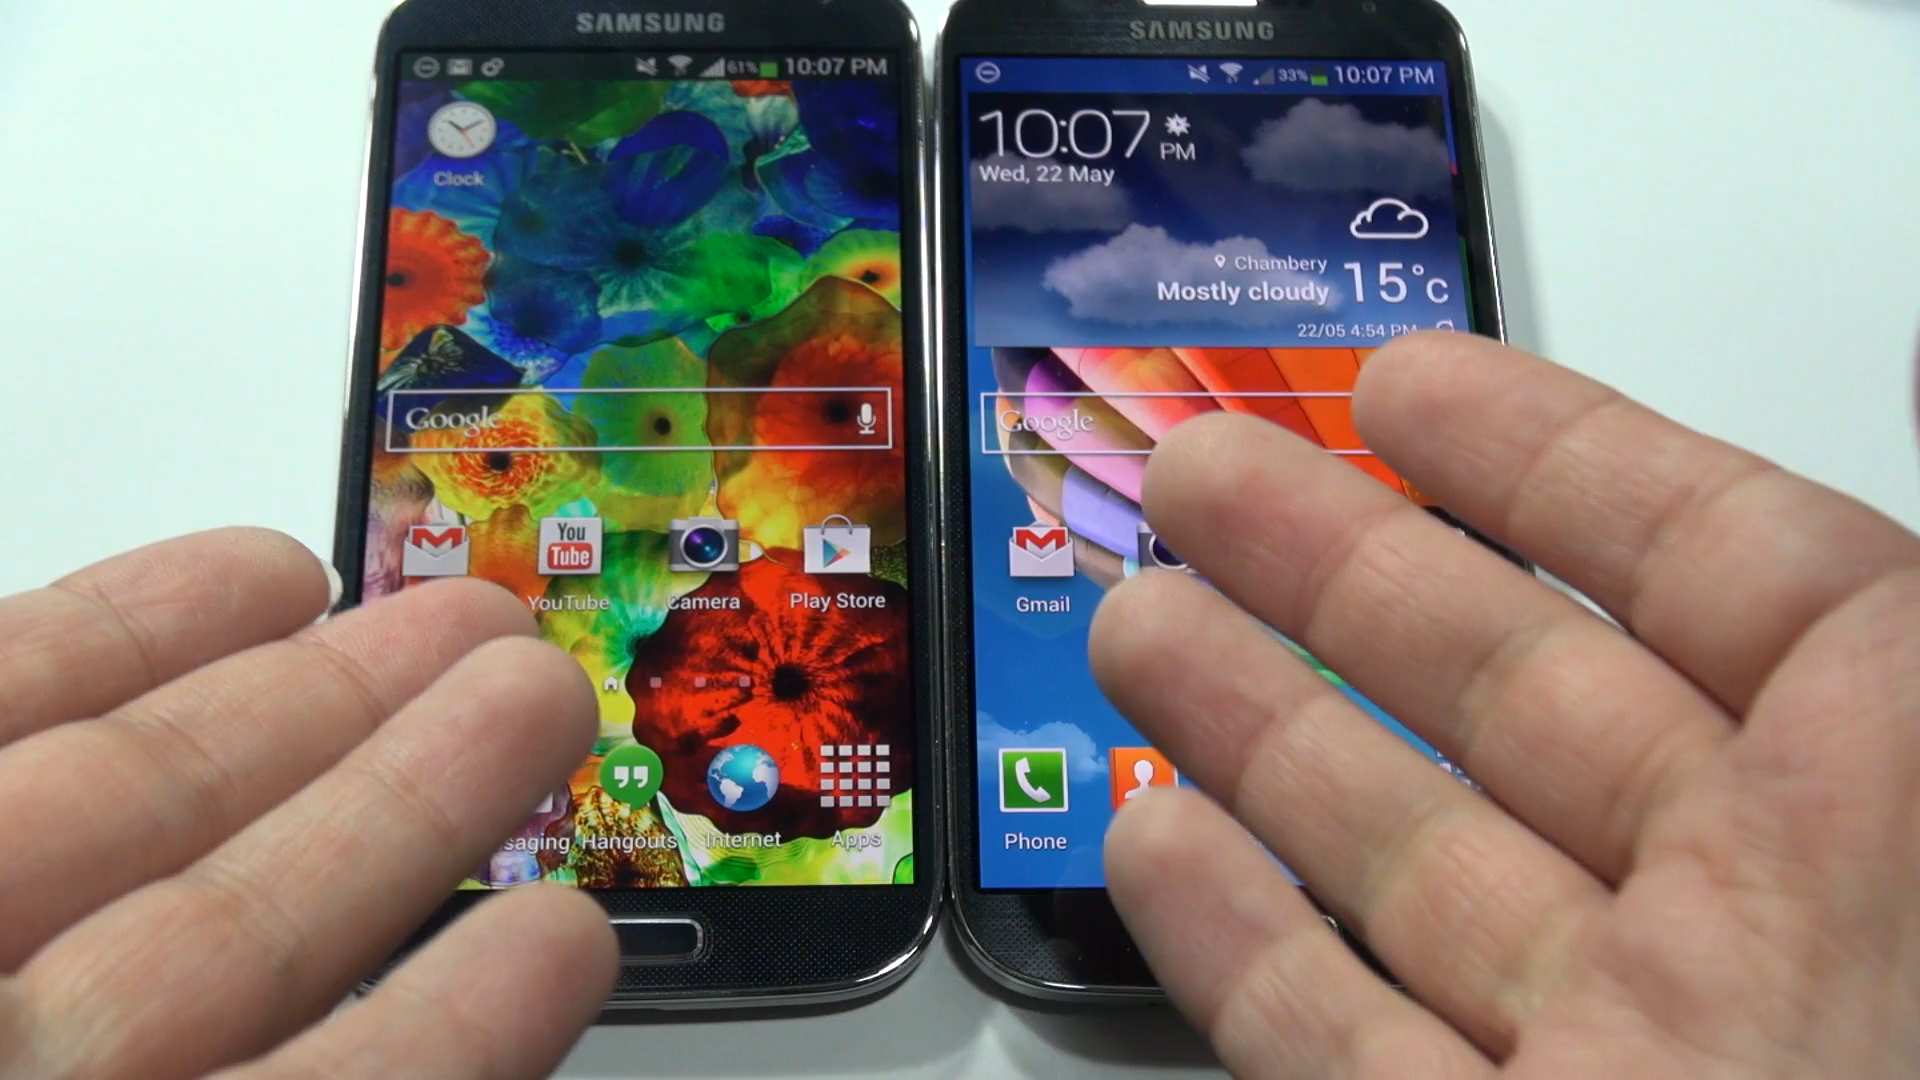 SAMSUNG
61% 10:07 PM
Clock
Google
You
Tube
YouTube
Camera
Play Store
saging
Hangouts
Internet
Apps
SAMSUNG
33% 10:07 PM
10:07
PM
Wed, 22 May
Chambery
Mostly cloudy
15°C
22/05 4:54 PM
Google
Gmail
Phone